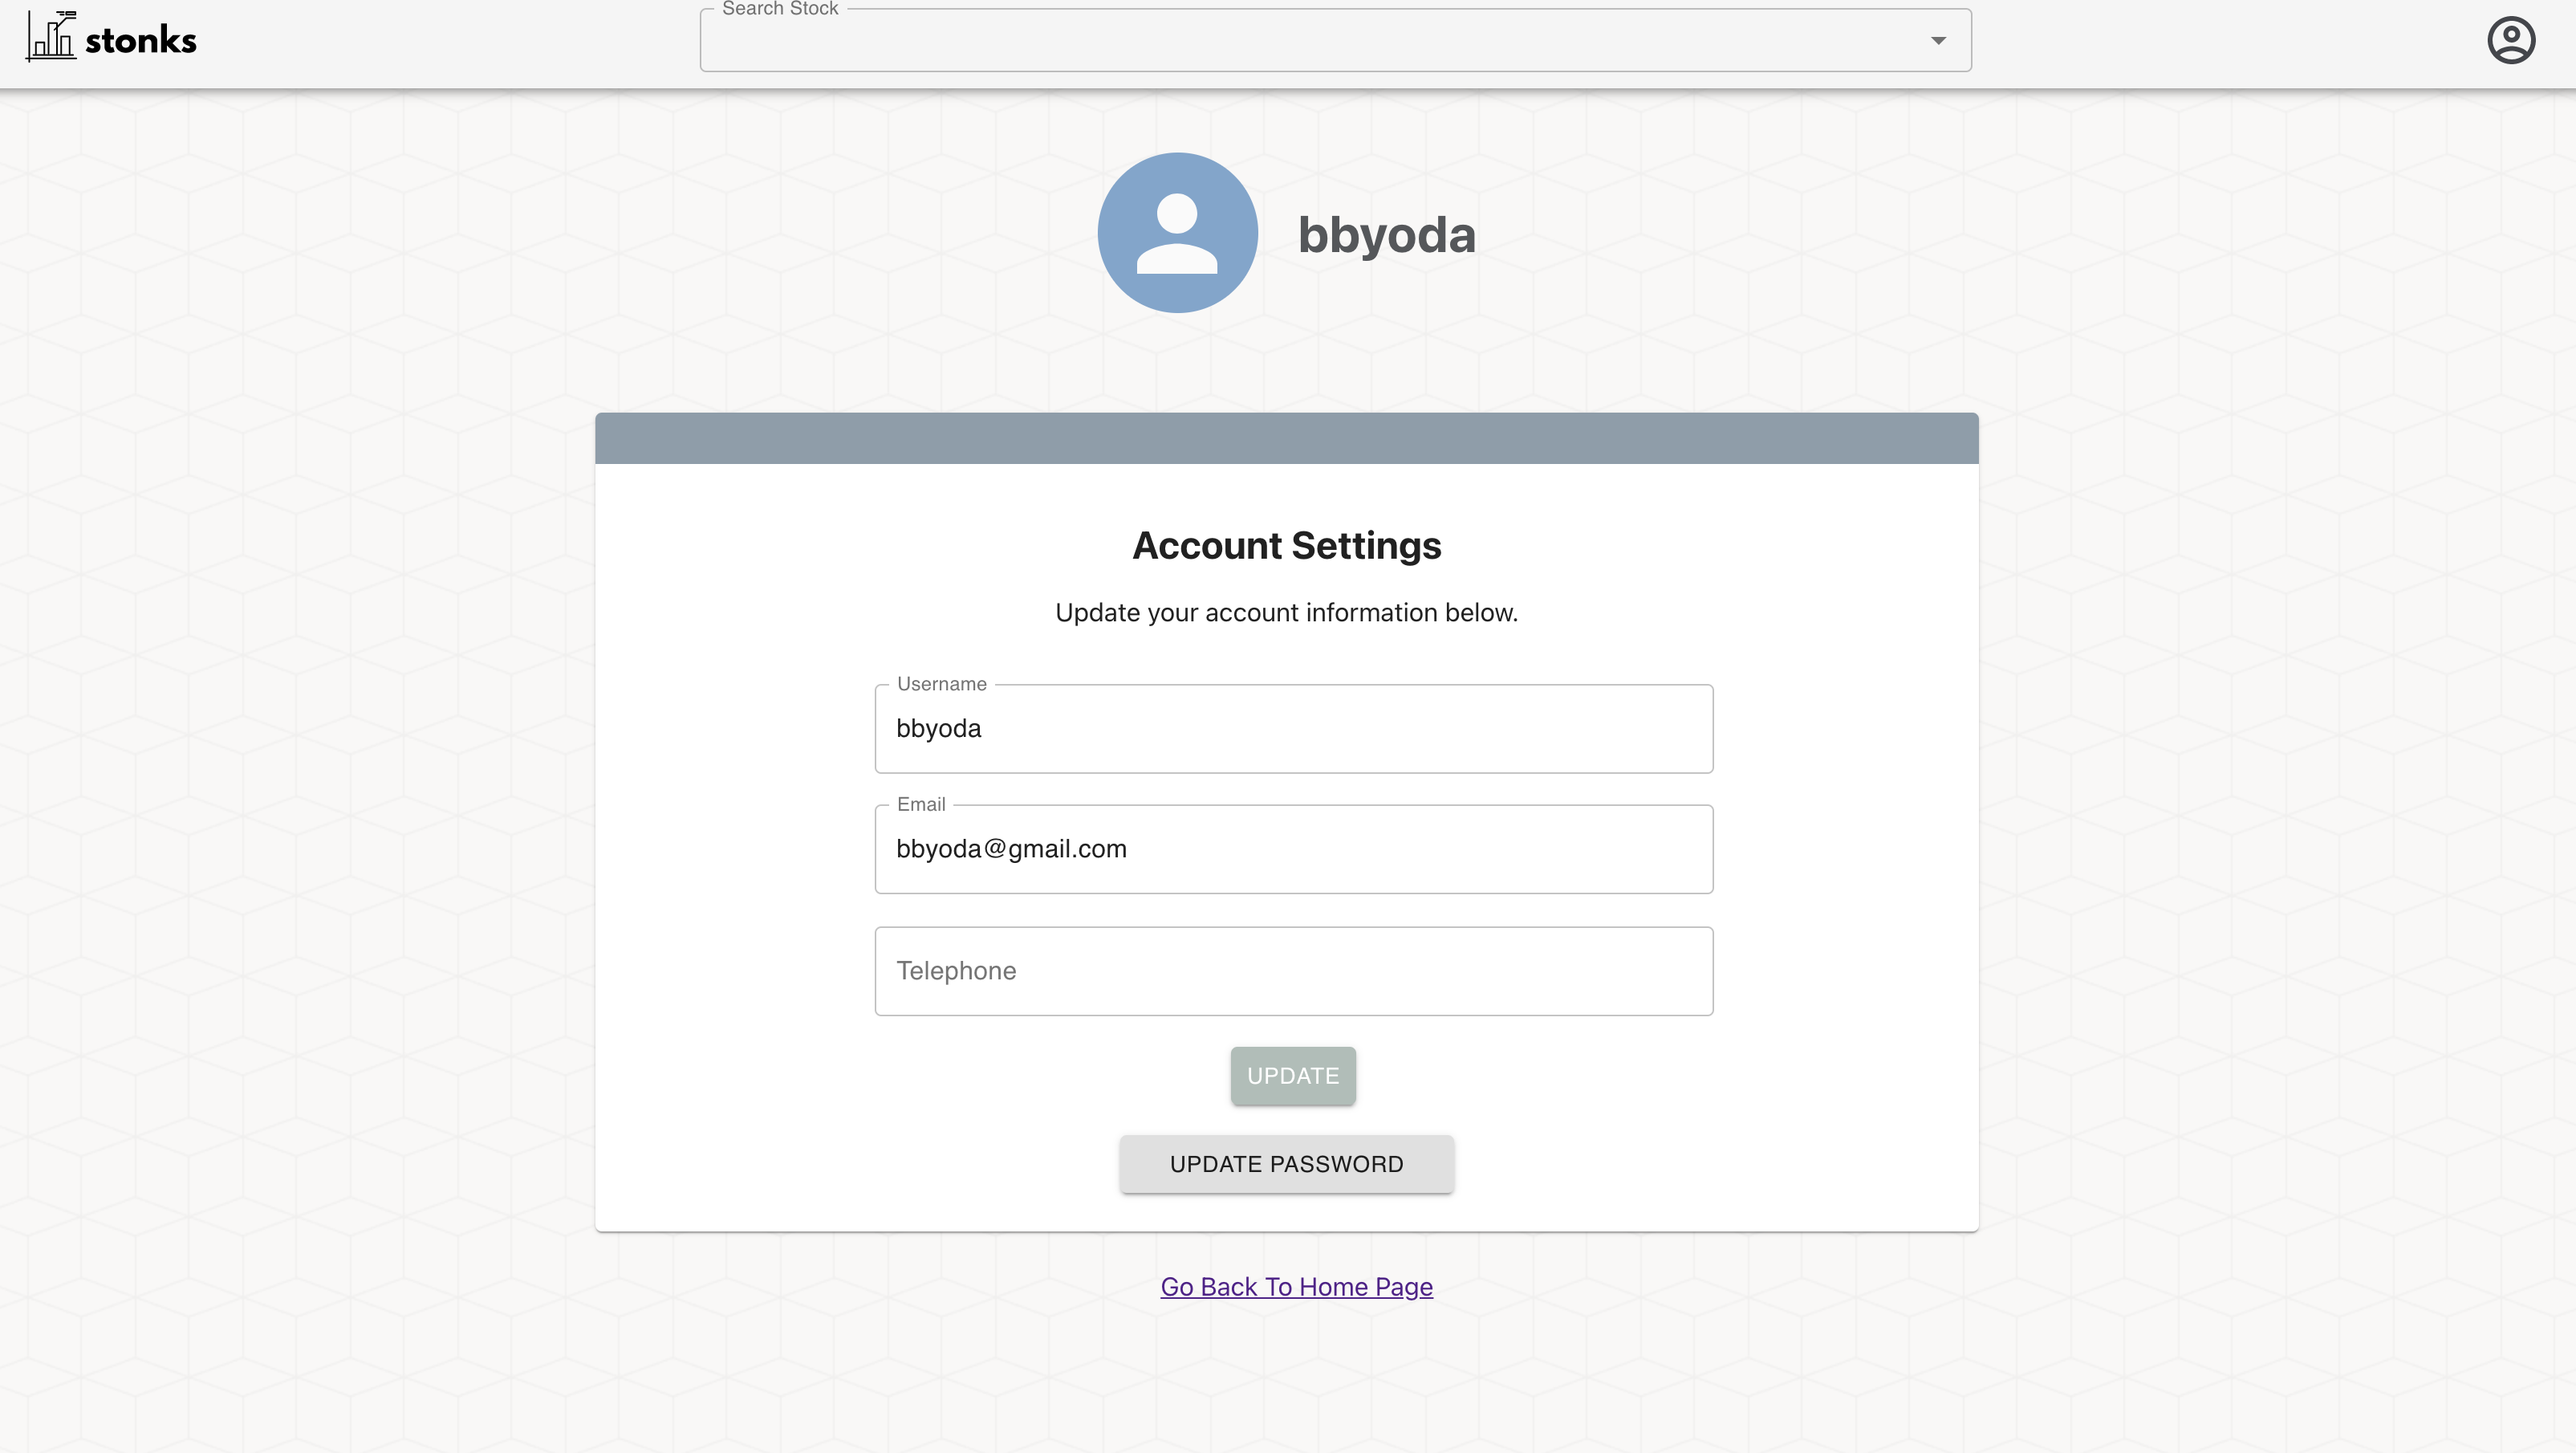 Search Stock
stonks
bbyoda
Account Settings
Update your account information below.
Username
bbyoda
Email
bbyoda@gmail.com
Telephone
UPDATE
UPDATE PASSWORD
Go Back To Home Page